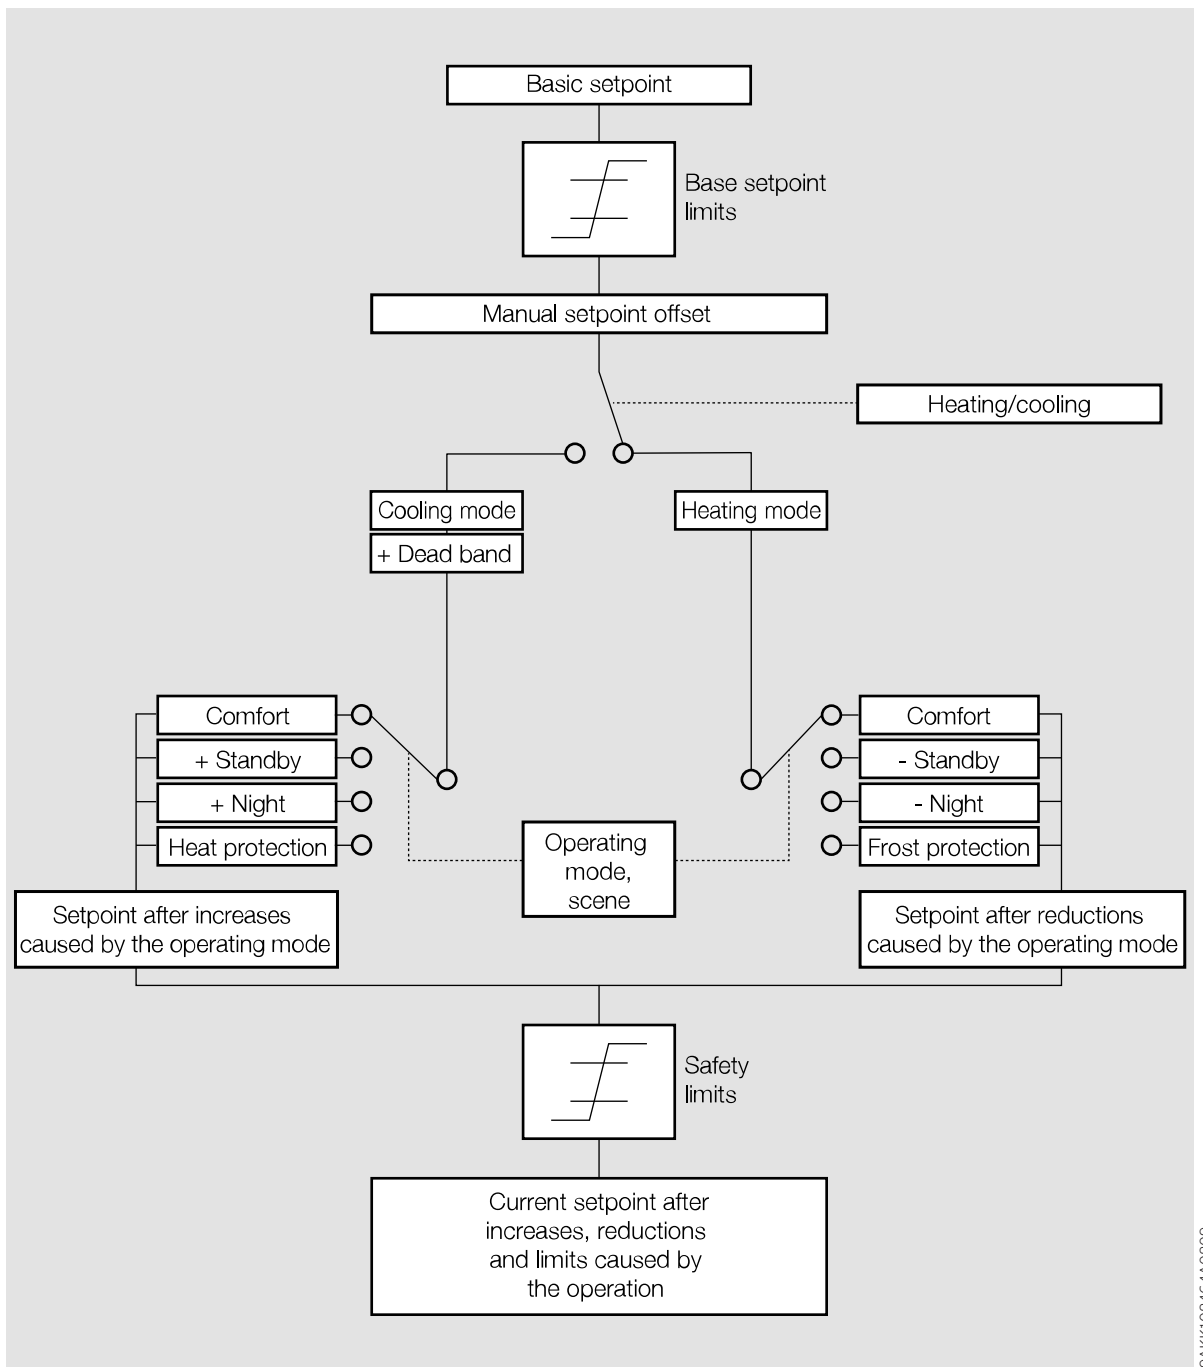 Basic setpoint
Base setpoint
limits
Manual setpoint offset
Heating/cooling
Cooling mode
Heating mode
+ Dead band
Comfort
+ Standby
+ Night
Heat protection
Comfort
- Standby
- Night
Frost protection
Operating
mode,
scene
Setpoint after increases
caused by the operating mode
Setpoint after reductions
caused by the operating mode
Safety
limits
Current setpoint after
increases, reductions
and limits caused by
the operation